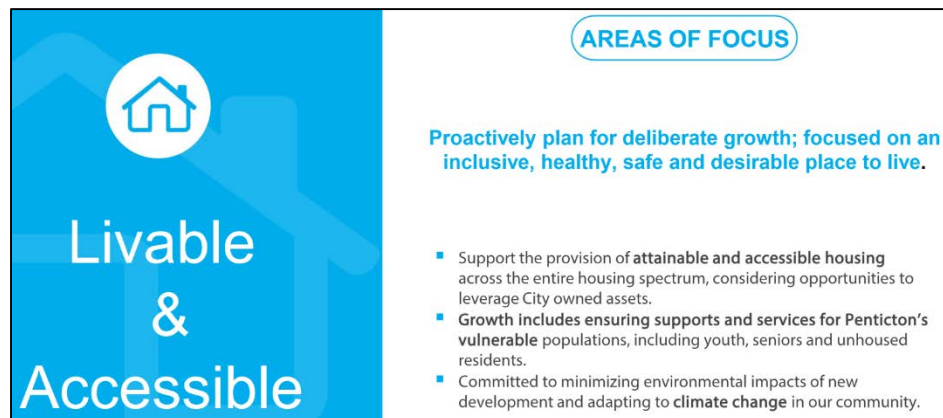 Livable
&
Accessible
AREAS OF FOCUS
Proactively plan for deliberate growth; focused on an
inclusive, healthy, safe and desirable place to live.
▪ Support the provision of attainable and accessible housing
across the entire housing spectrum, considering opportunities to
leverage City owned assets.
▪ Growth includes ensuring supports and services for Penticton’s
vulnerable populations, including youth, seniors and unhoused
residents.
▪ Committed to minimizing environmental impacts of new
development and adapting to climate change in our community.